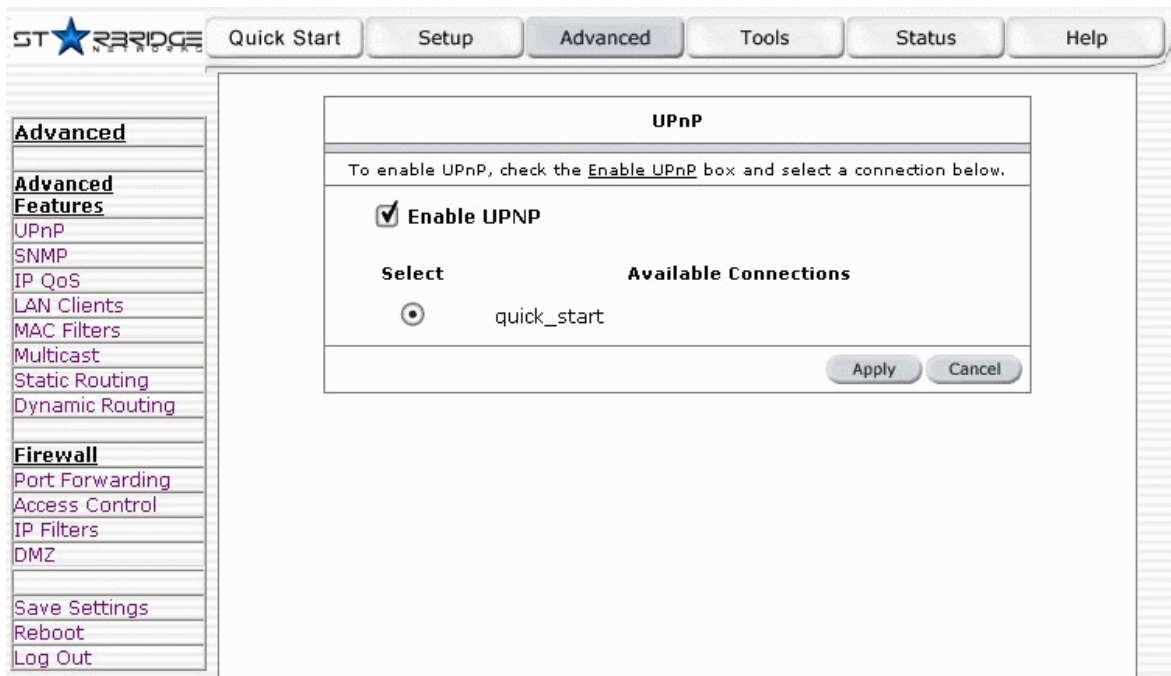 ST★RBRIDGE
NETWORKS
Quick Start
Setup
Advanced
Tools
Status
Help
Advanced
Advanced
Features
UPnP
SNMP
IP QoS
LAN Clients
MAC Filters
Multicast
Static Routing
Dynamic Routing
Firewall
Port Forwarding
Access Control
IP Filters
DMZ
Save Settings
Reboot
Log Out
UPnP
To enable UPnP, check the Enable UPnP box and select a connection below.
Enable UPNP
Select Available Connections
quick_start
Apply Cancel